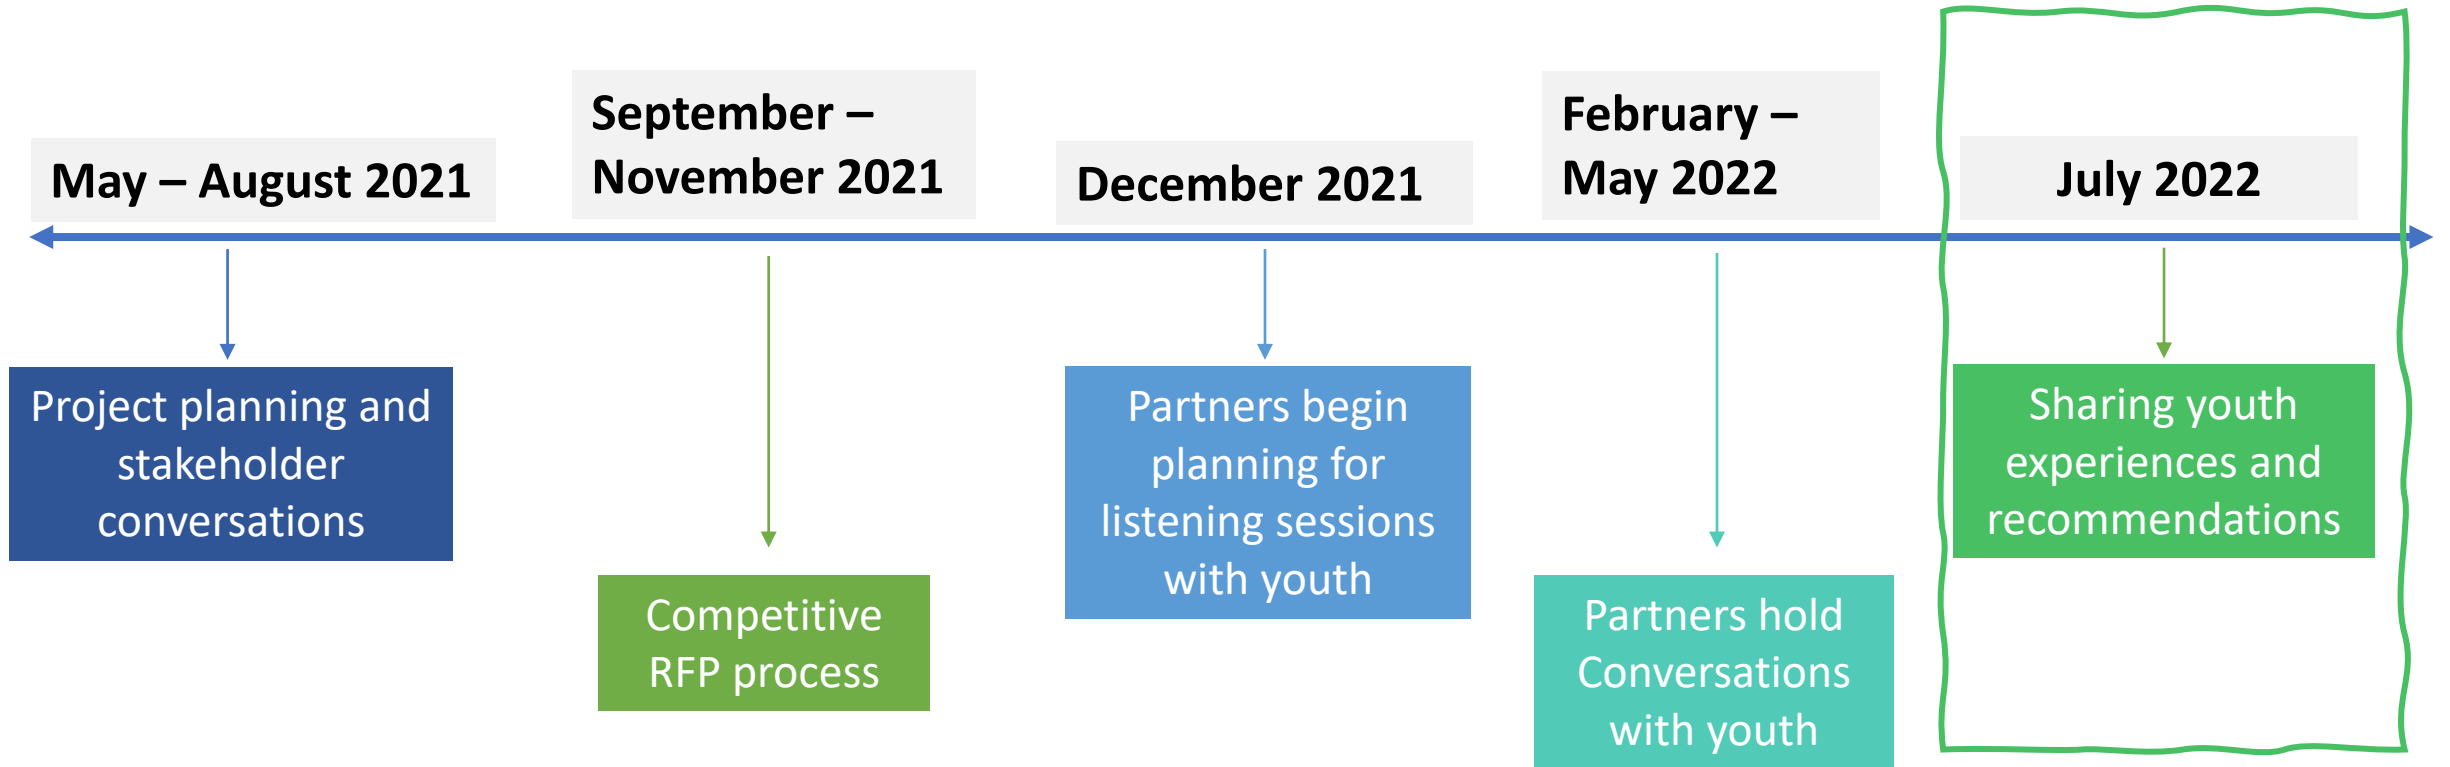 May – August 2021
September –
November 2021
December 2021
February –
May 2022
July 2022
Project planning and
stakeholder
conversations
Competitive
RFP process
Partners begin
planning for
listening sessions
with youth
Partners hold
Conversations
with youth
Sharing youth
experiences and
recommendations